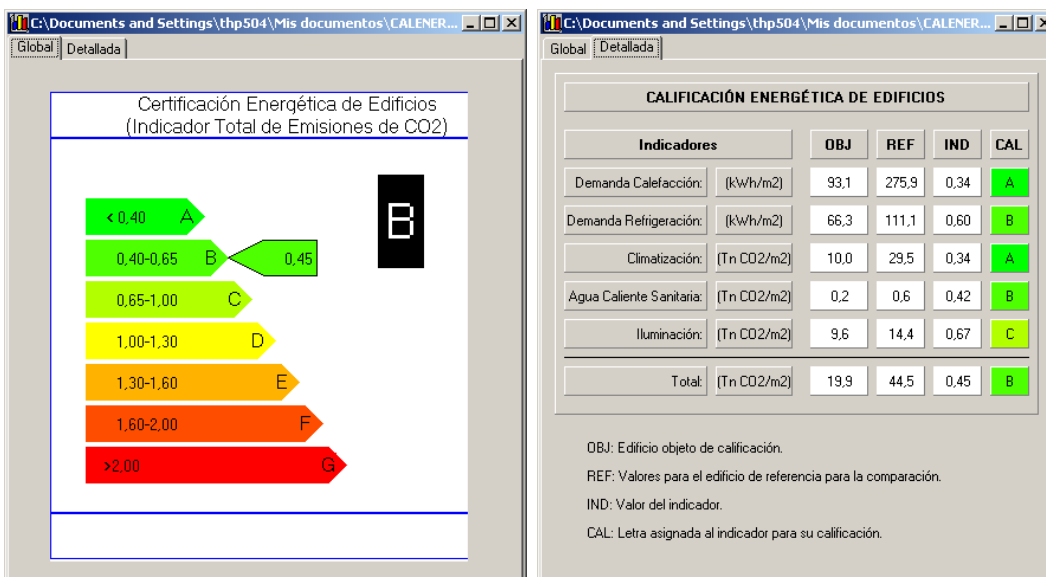 C:\Documents and Settings\thp504\Mis documentos\CALENER...
Global Detallada
Certificación Energética de Edificios
(Indicador Total de Emisiones de CO2)
B
< 0,40 A
0,40-0,65 B 0,45
0,65-1,00 C
1,00-1,30 D
1,30-1,60 E
1,60-2,00 F
>2,00 G
C:\Documents and Settings\thp504\Mis documentos\CALENER...
Global Detallada
CALIFICACIÓN ENERGÉTICA DE EDIFICIOS
Indicadores OBJ REF IND CAL
Demanda Calefacción: (kWh/m2) 93,1 275,9 0,34 A
Demanda Refrigeración: (kWh/m2) 66,3 111,1 0,60 B
Climatización: (Tn CO2/m2) 10,0 29,5 0,34 A
Agua Caliente Sanitaria: (Tn CO2/m2) 0,2 0,6 0,42 B
Iluminación: (Tn CO2/m2) 9,6 14,4 0,67 C
Total: (Tn CO2/m2) 19,9 44,5 0,45 B
OBJ: Edificio objeto de calificación.
REF: Valores para el edificio de referencia para la comparación.
IND: Valor del indicador.
CAL: Letra asignada al indicador para su calificación.